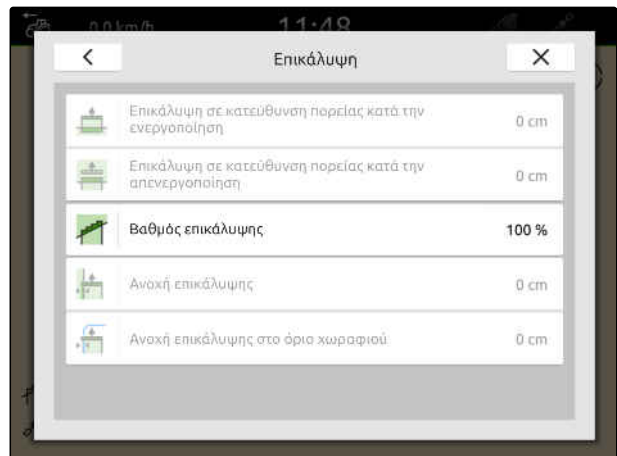 0.0 km/h 11:48
Επικάλυψη
Επικάλυψη σε κατεύθυνση πορείας κατά την
ενεργοποίηση
0 cm
Επικάλυψη σε κατεύθυνση πορείας κατά την
απενεργοποίηση
0 cm
Βαθμός επικάλυψης 100 %
Ανοχή επικάλυψης 0 cm
Ανοχή επικάλυψης στο όριο χωραφιού 0 cm